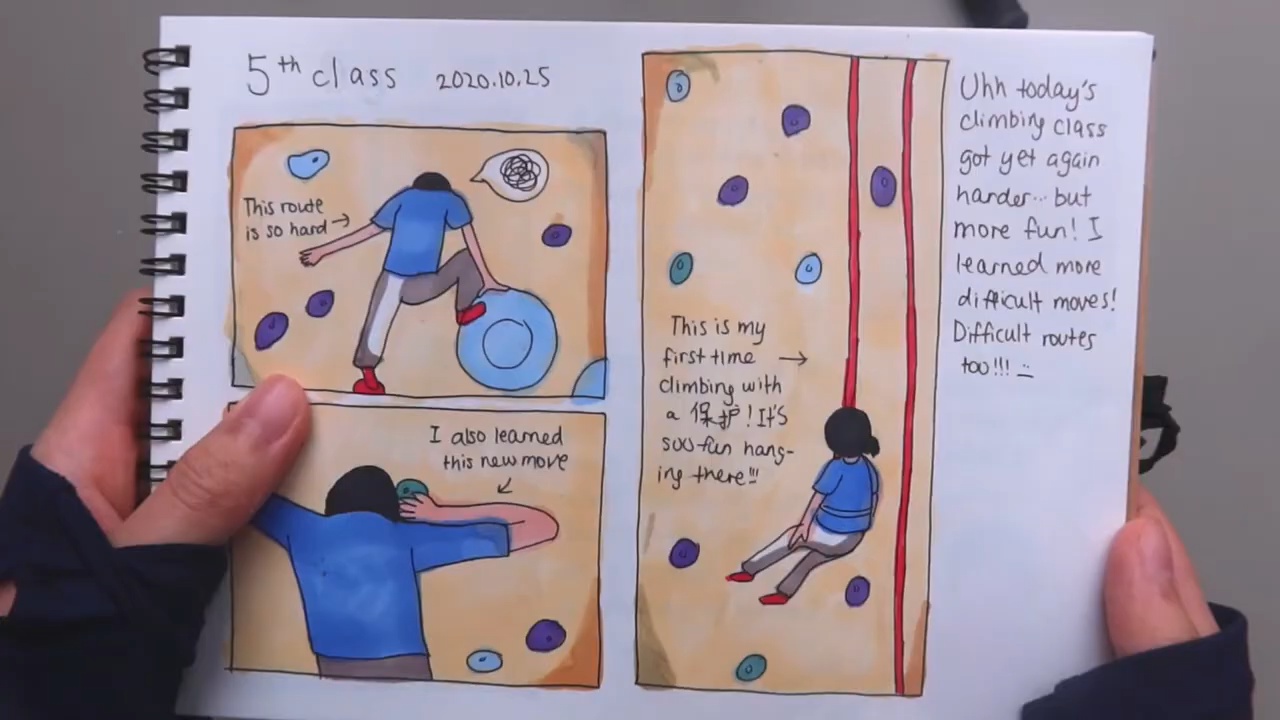 5th class 2020.10.25
This route
is so hard
I also learned
this new move
This is my
first time
climbing with
a 保护! It's
soo fun hang-
ing there!!!
Uhh today's
climbing class
got yet again
harder... but
more fun! I
learned more
difficult moves!
Difficult routes
too!!!